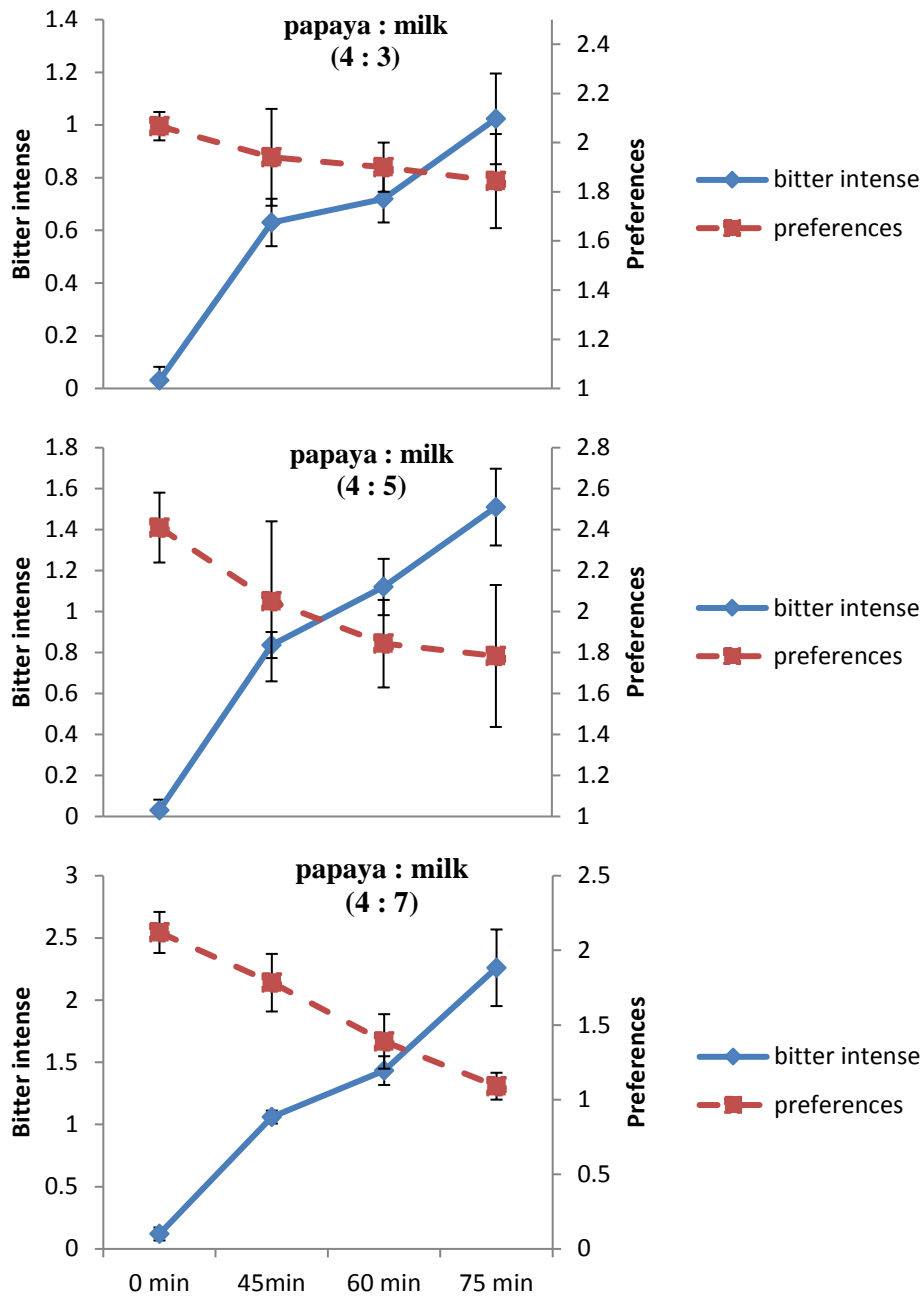 papaya : milk
(4 : 3)
1.4
1.2
1
0.8
0.6
0.4
0.2
0
Bitter intense
2.4
2.2
2
1.8
1.6
1.4
1.2
1
Preferences
bitter intense
preferences
papaya : milk
(4 : 5)
1.8
1.6
1.4
1.2
1
0.8
0.6
0.4
0.2
0
Bitter intense
2.8
2.6
2.4
2.2
2
1.8
1.6
1.4
1.2
1
Preferences
bitter intense
preferences
papaya : milk
(4 : 7)
3
2.5
2
1.5
1
0.5
0
Bitter intense
2.5
2
1.5
1
0.5
0
Preferences
bitter intense
preferences
0 min 45min 60 min 75 min